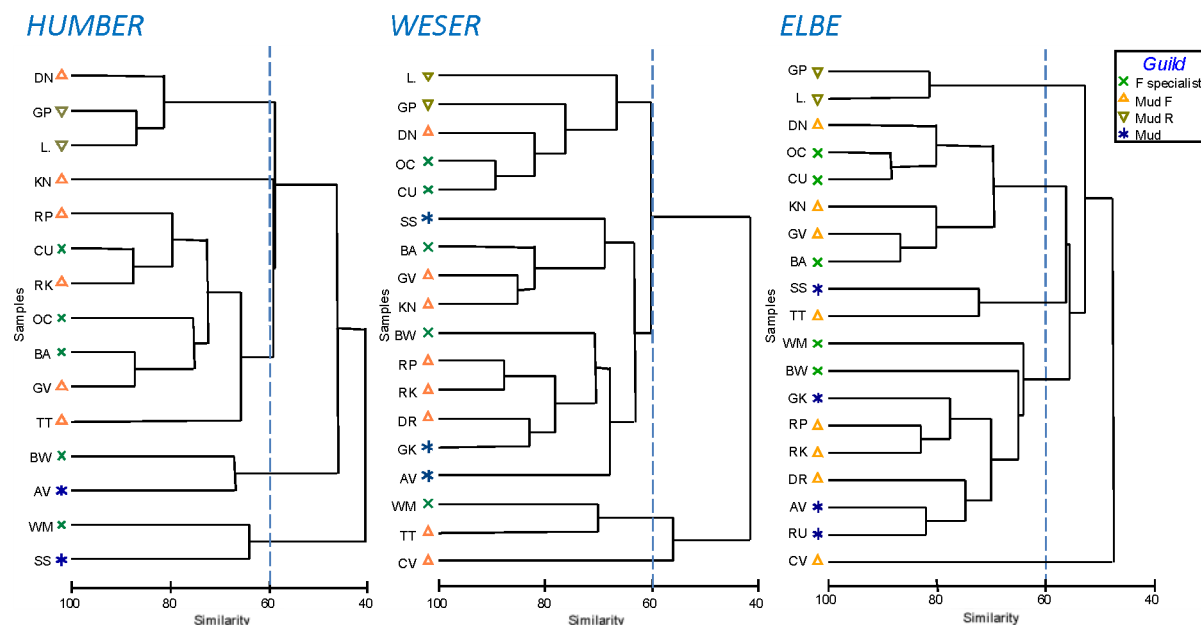 HUMBER
DN
GP
L.
KN
RP
CU
RK
OC
BA
GV
TT
BW
AV
WM
SS
Samples
100 80 60 40
Similarity
WESER
L.
GP
DN
OC
CU
SS
BA
GV
KN
BW
RP
RK
DR
GK
AV
WM
TT
CV
Samples
100 80 60 40
Similarity
ELBE
GP
L.
DN
OC
CU
KN
GV
BA
SS
TT
WM
BW
GK
RP
RK
DR
AV
RU
CV
Samples
100 80 60 40
Similarity
Guild
F specialist
Mud F
Mud R
Mud